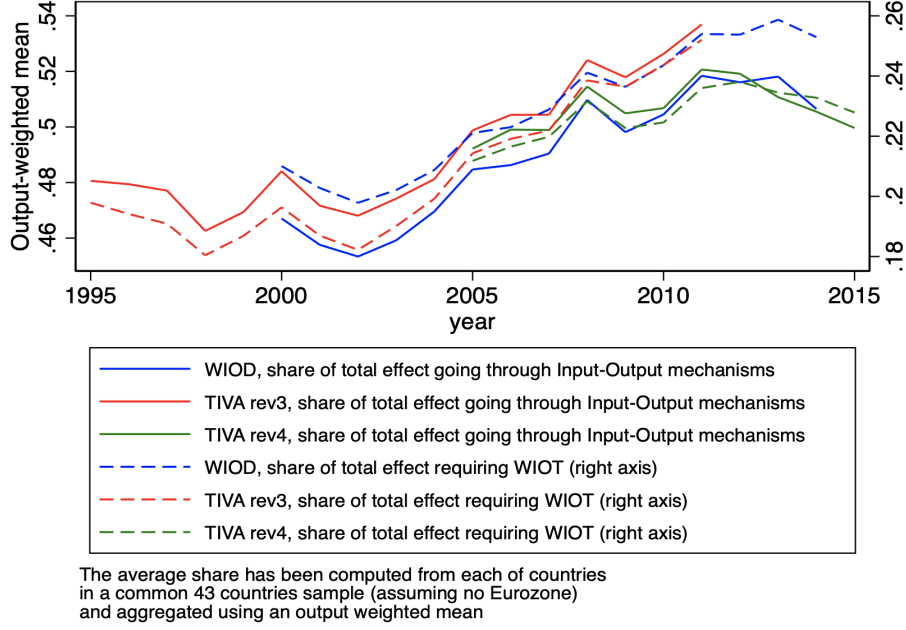 Output-weighted mean
.54
.52
.5
.48
.46
.26
.24
.22
.2
.18
1995 2000 2005 2010 2015
year
WIOD, share of total effect going through Input-Output mechanisms
TIVA rev3, share of total effect going through Input-Output mechanisms
TIVA rev4, share of total effect going through Input-Output mechanisms
WIOD, share of total effect requiring WIOT (right axis)
TIVA rev3, share of total effect requiring WIOT (right axis)
TIVA rev4, share of total effect requiring WIOT (right axis)
The average share has been computed from each of countries
in a common 43 countries sample (assuming no Eurozone)
and aggregated using an output weighted mean